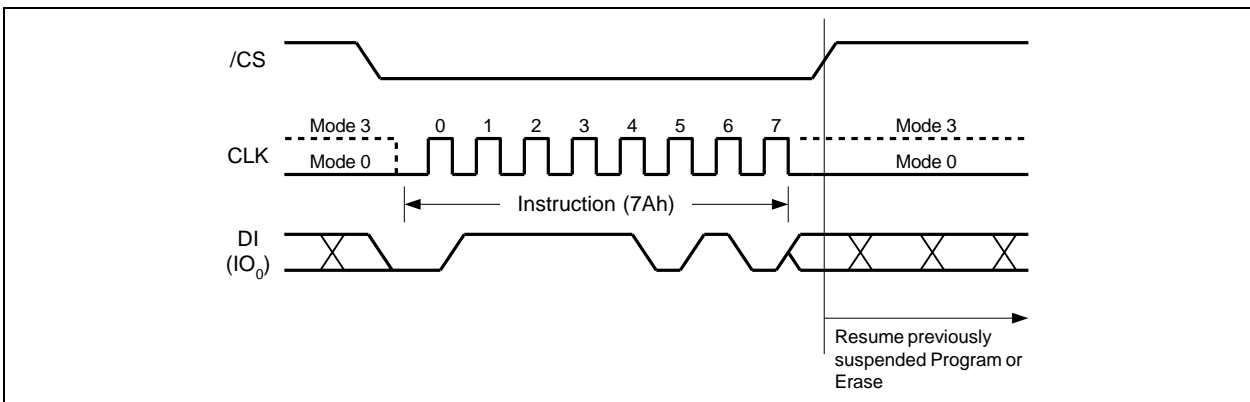 /CS
Mode 3
0 1 2 3 4 5 6 7
Mode 3
CLK
Mode 0
Mode 0
Instruction (7Ah)
DI
(IO0)
Resume previously
suspended Program or
Erase